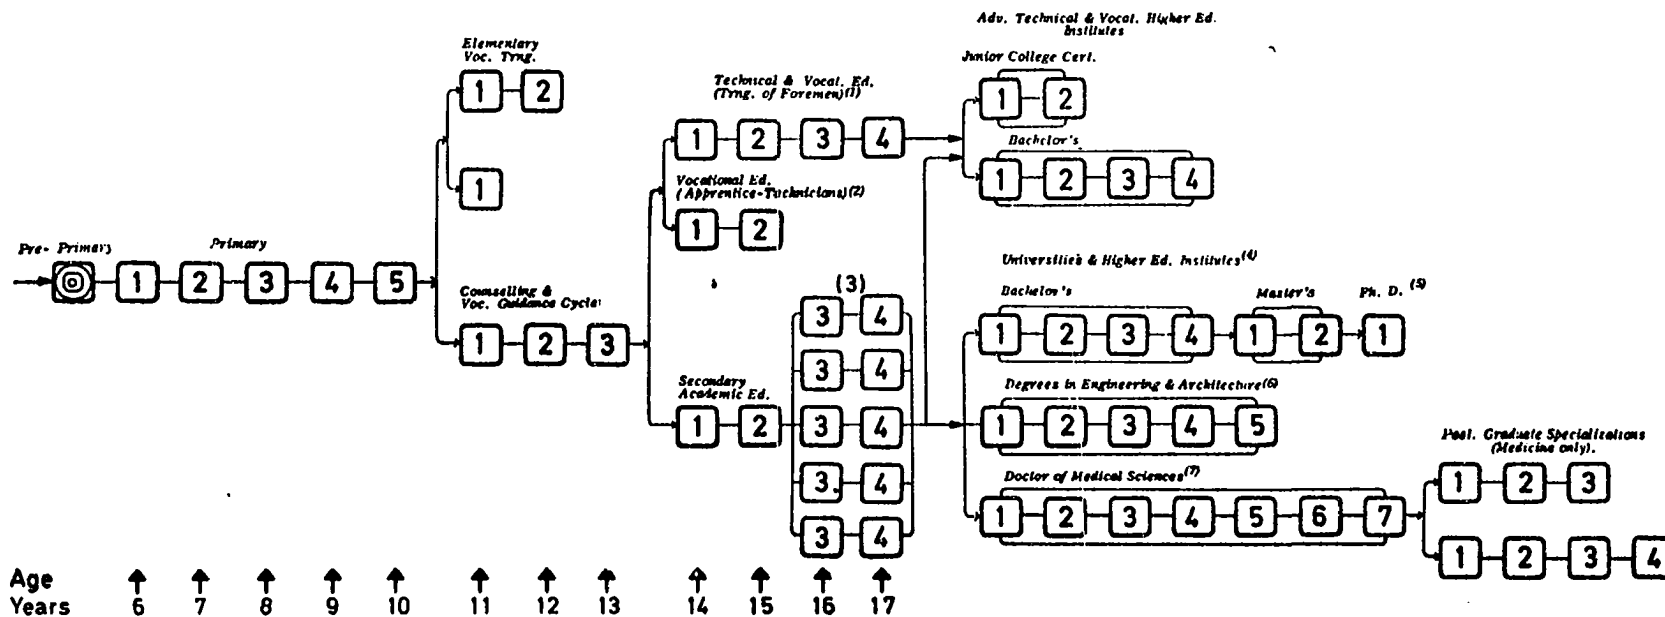 Adv. Technical & Vocat. Higher Ed.
Institutes
Elementary
Voc. Trng.
Junior College Cert.
1 2
Technical & Vocat. Ed.
(Trng. of Foremen)(1)
1 2
1 2 3 4
Bachelor's
1 2 3 4
1
Vocational Ed.
(Apprentice-Technicians)(2)
1 2
Pre-Primary
Primary
1 2 3 4 5
Universities & Higher Ed. Institutes(4)
Counselling &
Voc. Guidance Cycle
1 2 3
(3)
3 4
3 4
3 4
3 4
3 4
Bachelor's
Master's
Ph. D. (5)
1 2 3 4 1 2 1
Secondary
Academic Ed.
1 2
Degrees in Engineering & Architecture(6)
1 2 3 4 5
Doctor of Medical Sciences(7)
1 2 3 4 5 6 7
Post. Graduate Specializations
(Medicine only).
1 2 3
1 2 3 4
Age
Years 6 7 8 9 10 11 12 13 14 15 16 17